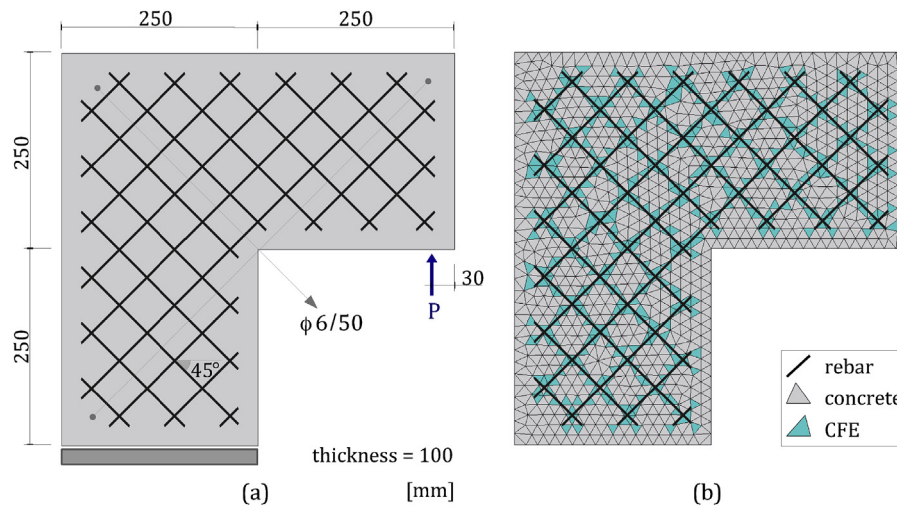 250
250
250
250
30
P
ϕ 6/50
45°
thickness = 100
[mm]
(a)
rebar
concrete
CFE
(b)